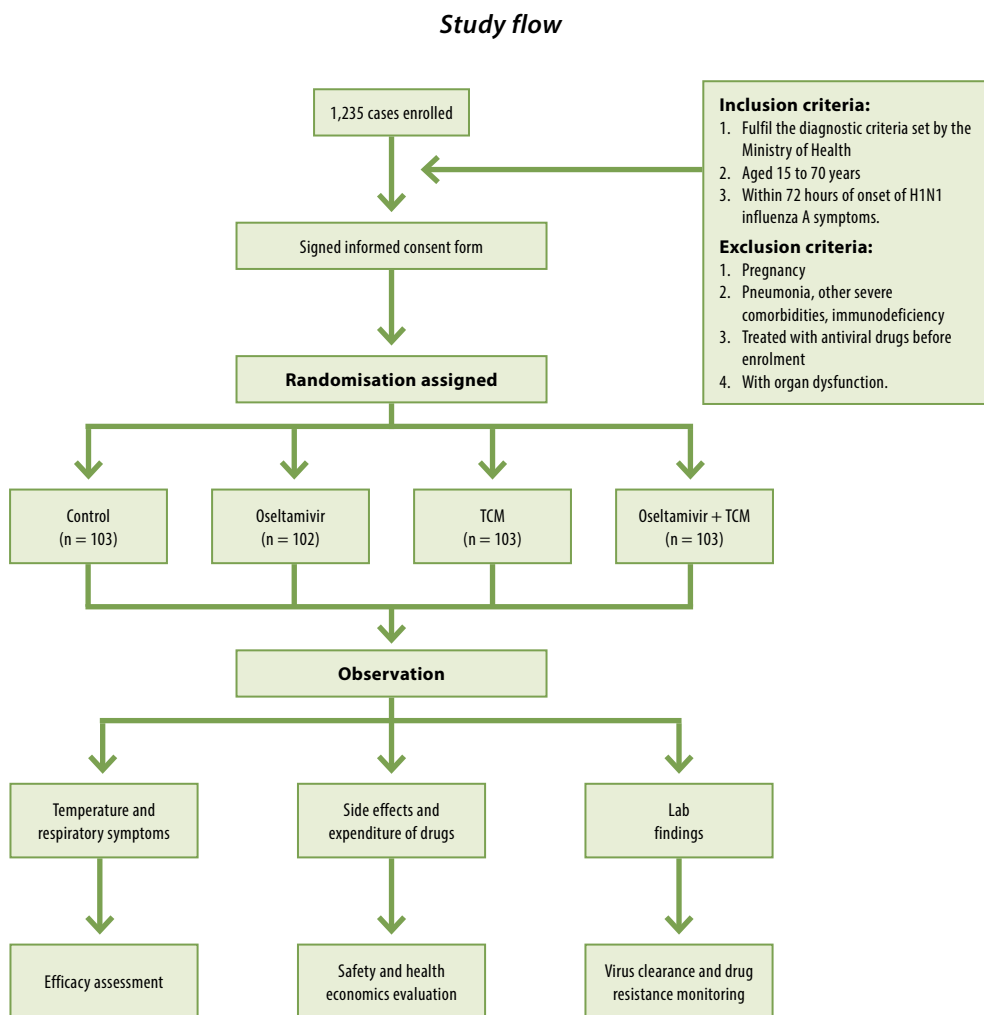 Study flow
1,235 cases enrolled
Inclusion criteria:
1. Fulfil the diagnostic criteria set by the
Ministry of Health
2. Aged 15 to 70 years
3. Within 72 hours of onset of H1N1
influenza A symptoms.
Exclusion criteria:
1. Pregnancy
2. Pneumonia, other severe
comorbidities, immunodeficiency
3. Treated with antiviral drugs before
enrolment
4. With organ dysfunction.
Signed informed consent form
Randomisation assigned
Control
(n = 103)
Oseltamivir
(n = 102)
TCM
(n = 103)
Oseltamivir + TCM
(n = 103)
Observation
Temperature and
respiratory symptoms
Side effects and
expenditure of drugs
Lab
findings
Efficacy assessment
Safety and health
economics evaluation
Virus clearance and drug
resistance monitoring